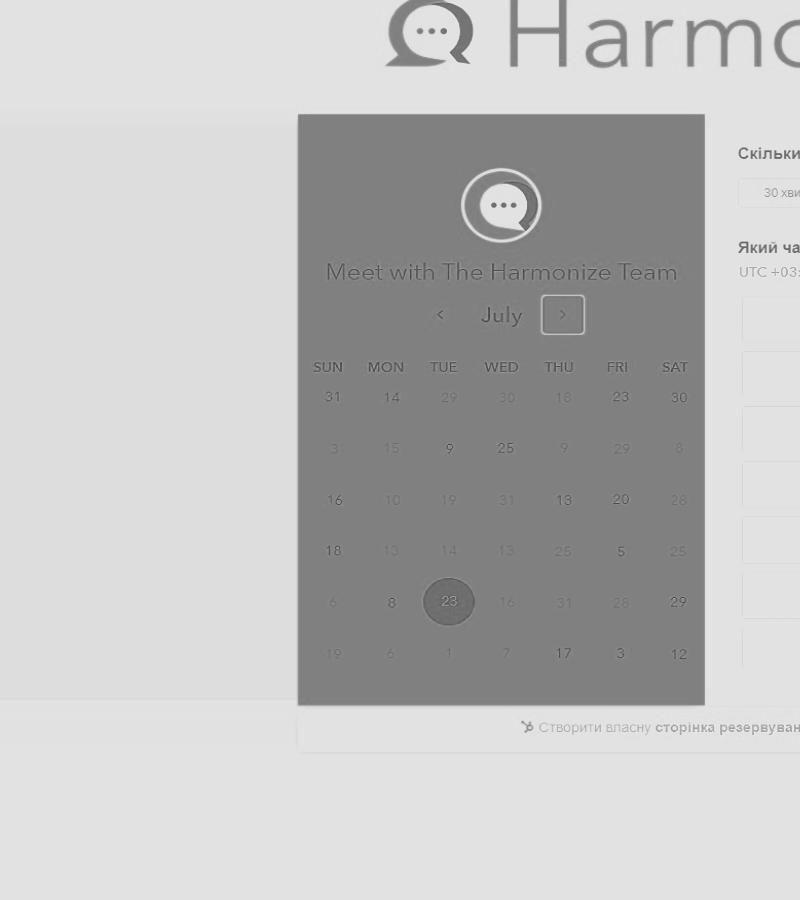 Harmo
Meet with The Harmonize Team
< July >
SUN MON TUE WED THU FRI SAT
31 14 29 30 18 23 30
3 15 9 25 9 29 8
16 10 19 31 13 20 28
18 13 14 13 25 5 25
6 8 23 16 31 28 29
19 6 1 7 17 3 12
Скільки
30 хви
Який ча
UTC +03:
Створити власну сторінка резервуван